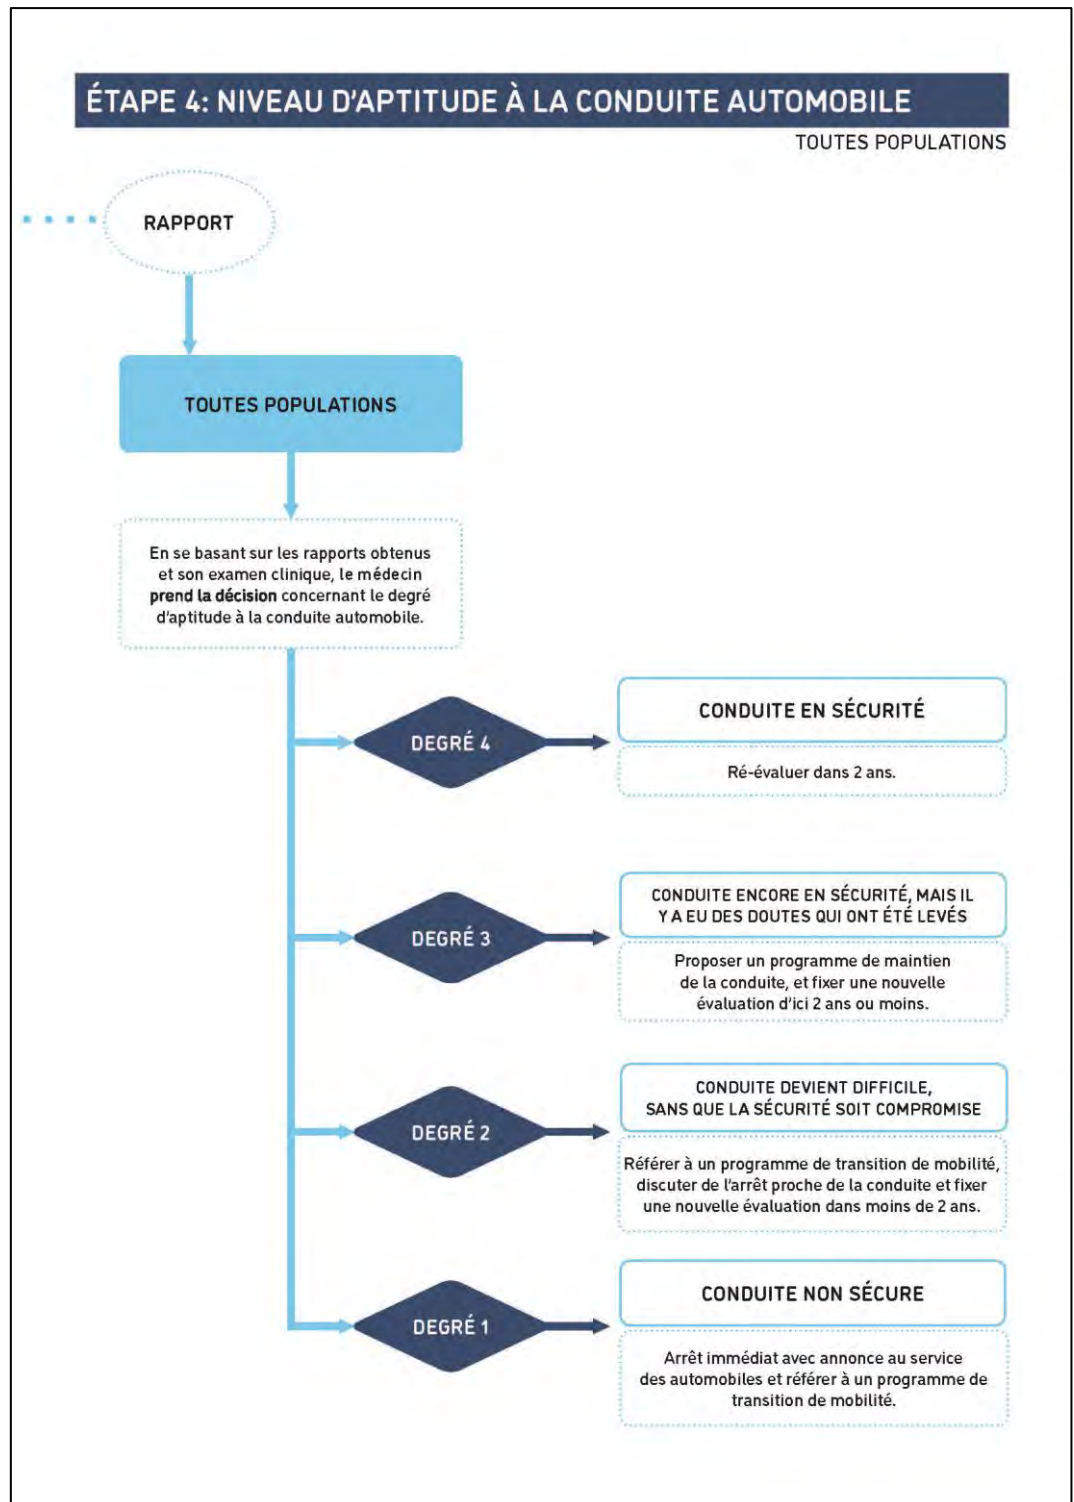 ÉTAPE 4: NIVEAU D'APTITUDE À LA CONDUITE AUTOMOBILE
TOUTES POPULATIONS
RAPPORT
TOUTES POPULATIONS
En se basant sur les rapports obtenus
et son examen clinique, le médecin
prend la décision concernant le degré
d'aptitude à la conduite automobile.
DEGRÉ 4
CONDUITE EN SÉCURITÉ
Ré-évaluer dans 2 ans.
DEGRÉ 3
CONDUITE ENCORE EN SÉCURITÉ, MAIS IL
Y A EU DES DOUTES QUI ONT ÉTÉ LEVÉS
Proposer un programme de maintien
de la conduite, et fixer une nouvelle
évaluation d'ici 2 ans ou moins.
DEGRÉ 2
CONDUITE DEVIENT DIFFICILE,
SANS QUE LA SÉCURITÉ SOIT COMPROMISE
Référer à un programme de transition de mobilité,
discuter de l'arrêt proche de la conduite et fixer
une nouvelle évaluation dans moins de 2 ans.
DEGRÉ 1
CONDUITE NON SÉCURE
Arrêt immédiat avec annonce au service
des automobiles et référer à un programme de
transition de mobilité.